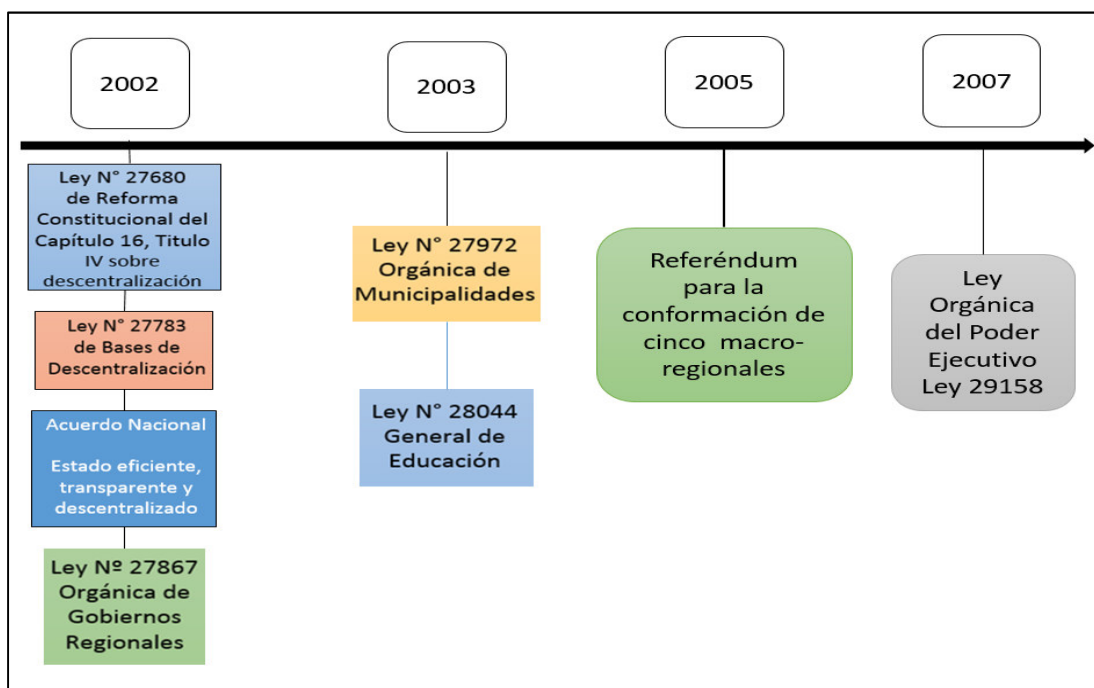 2002
2003
2005
2007
Ley N° 27680
de Reforma
Constitucional del
Capítulo 16, Titulo
IV sobre
descentralización
Ley N° 27783
de Bases de
Descentralización
Acuerdo Nacional
Estado eficiente,
transparente y
descentralizado
Ley Nº 27867
Orgánica de
Gobiernos
Regionales
Ley N° 27972
Orgánica de
Municipalidades
Ley N° 28044
General de
Educación
Referéndum
para la
conformación de
cinco macro-
regionales
Ley
Orgánica
del Poder
Ejecutivo
Ley 29158